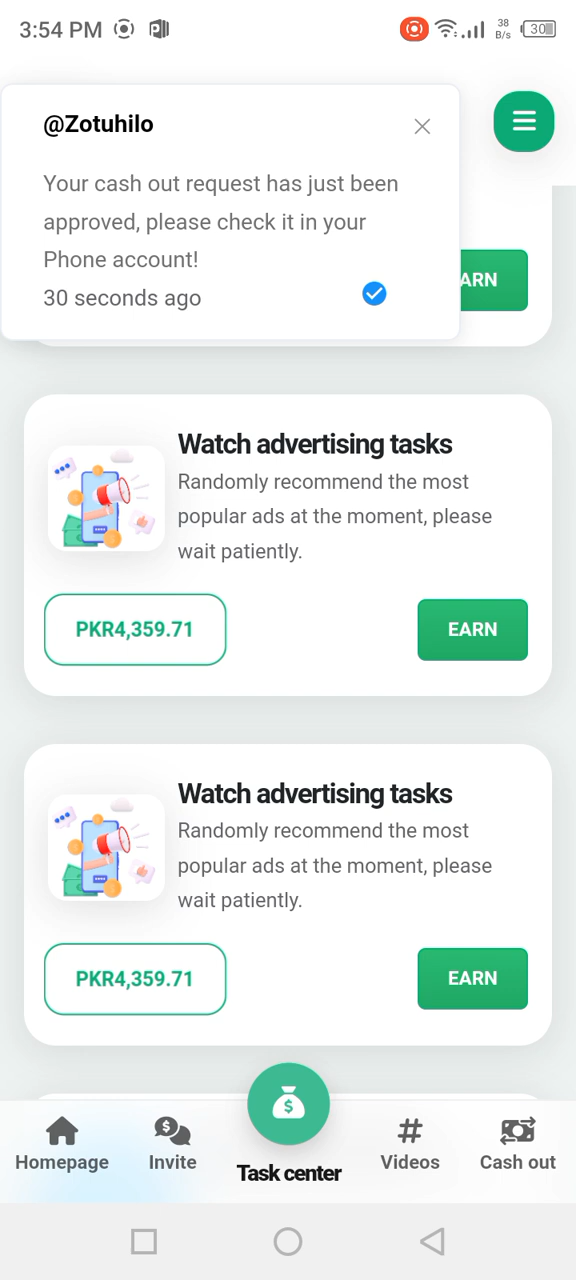 3:54 PM
38
B/s
30
@Zotuhilo
Your cash out request has just been
approved, please check it in your
Phone account!
30 seconds ago
ARN
Watch advertising tasks
Randomly recommend the most
popular ads at the moment, please
wait patiently.
PKR4,359.71
EARN
Watch advertising tasks
Randomly recommend the most
popular ads at the moment, please
wait patiently.
PKR4,359.71
EARN
Homepage
Invite
Task center
Videos
Cash out